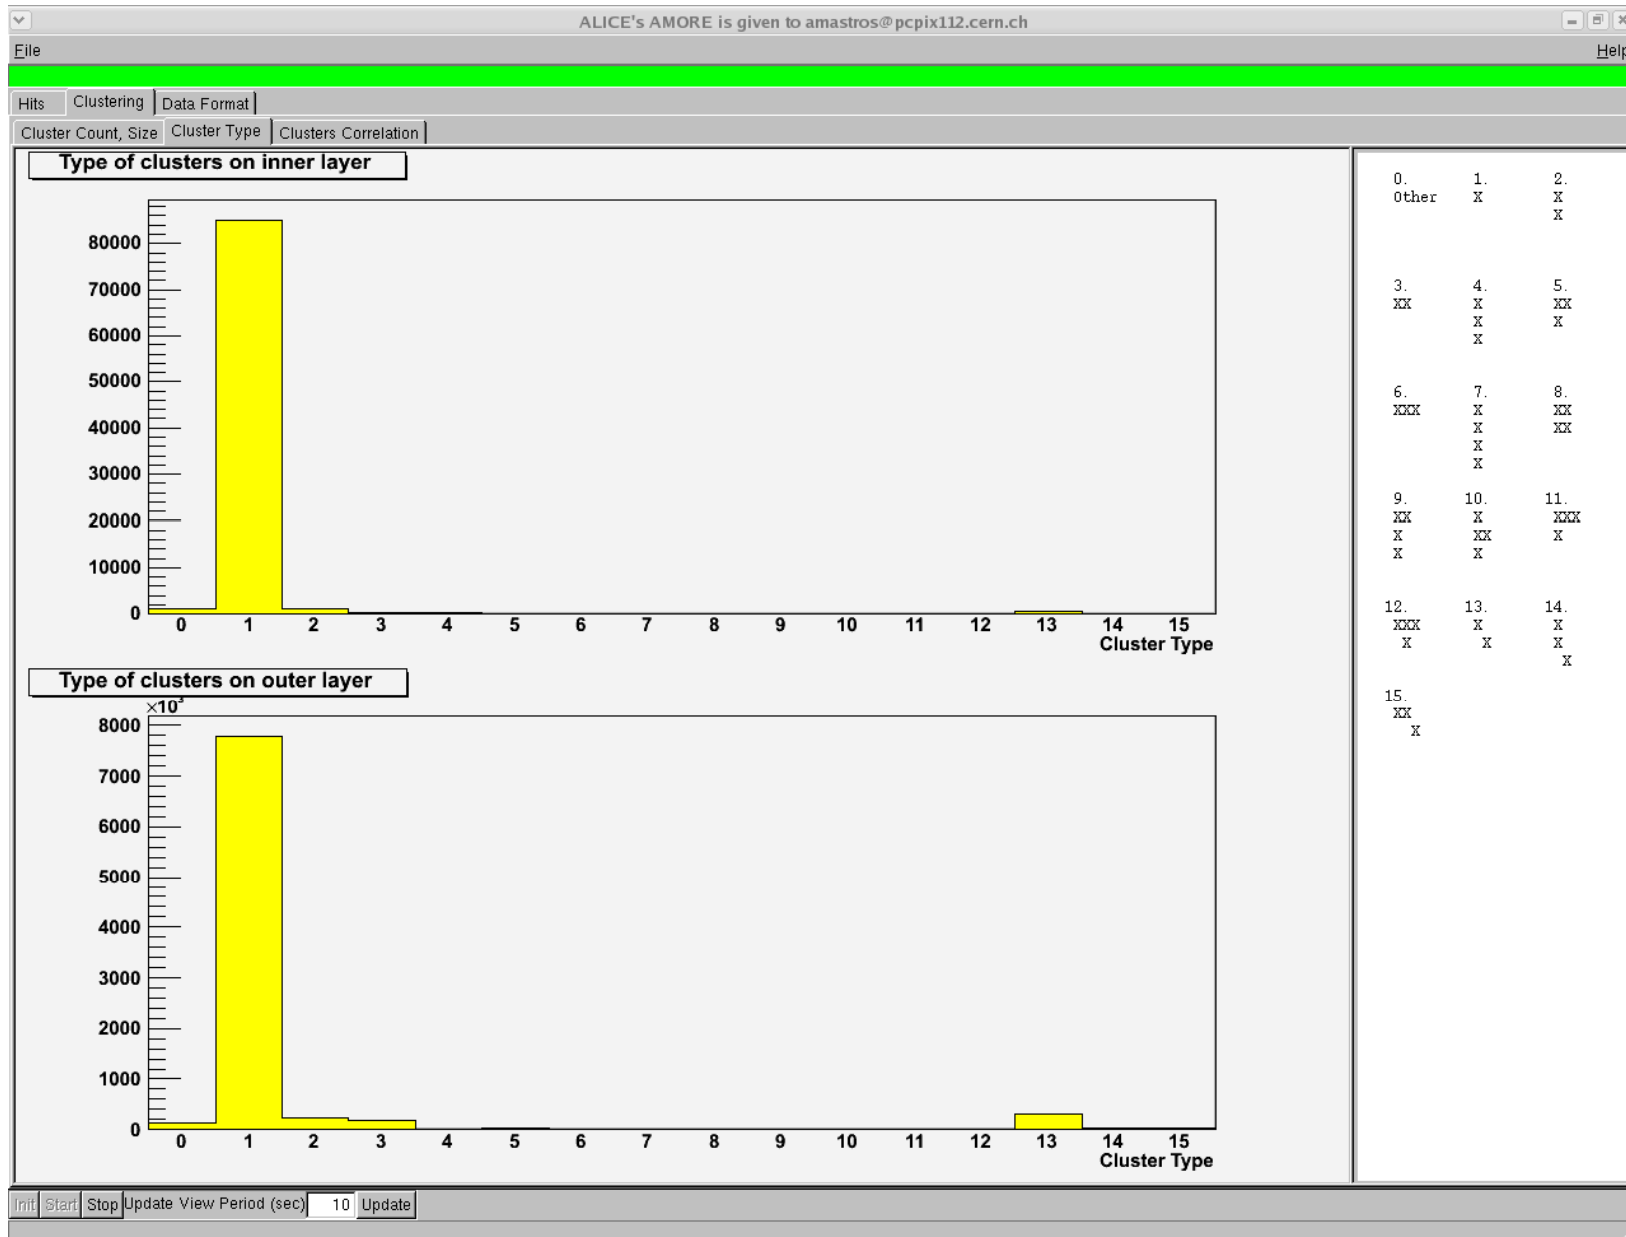 ALICE's AMORE is given to amastros@pcpix112.cern.ch
File Help
Hits Clustering Data Format
Cluster Count, Size Cluster Type Clusters Correlation
Type of clusters on inner layer
80000
70000
60000
50000
40000
30000
20000
10000
0
0 1 2 3 4 5 6 7 8 9 10 11 12 13 14 15
Cluster Type
Type of clusters on outer layer
×10³
8000
7000
6000
5000
4000
3000
2000
1000
0
0 1 2 3 4 5 6 7 8 9 10 11 12 13 14 15
Cluster Type
0. 1. 2.
Other X X
X
3. 4. 5.
XX X XX
X X
X
6. 7. 8.
XXX X XX
X XX
X
X
9. 10. 11.
XX X XXX
X XX X
X X
12. 13. 14.
XXX X X
X X X
X
15.
XX
X
Init Start Stop Update View Period (sec) 10 Update